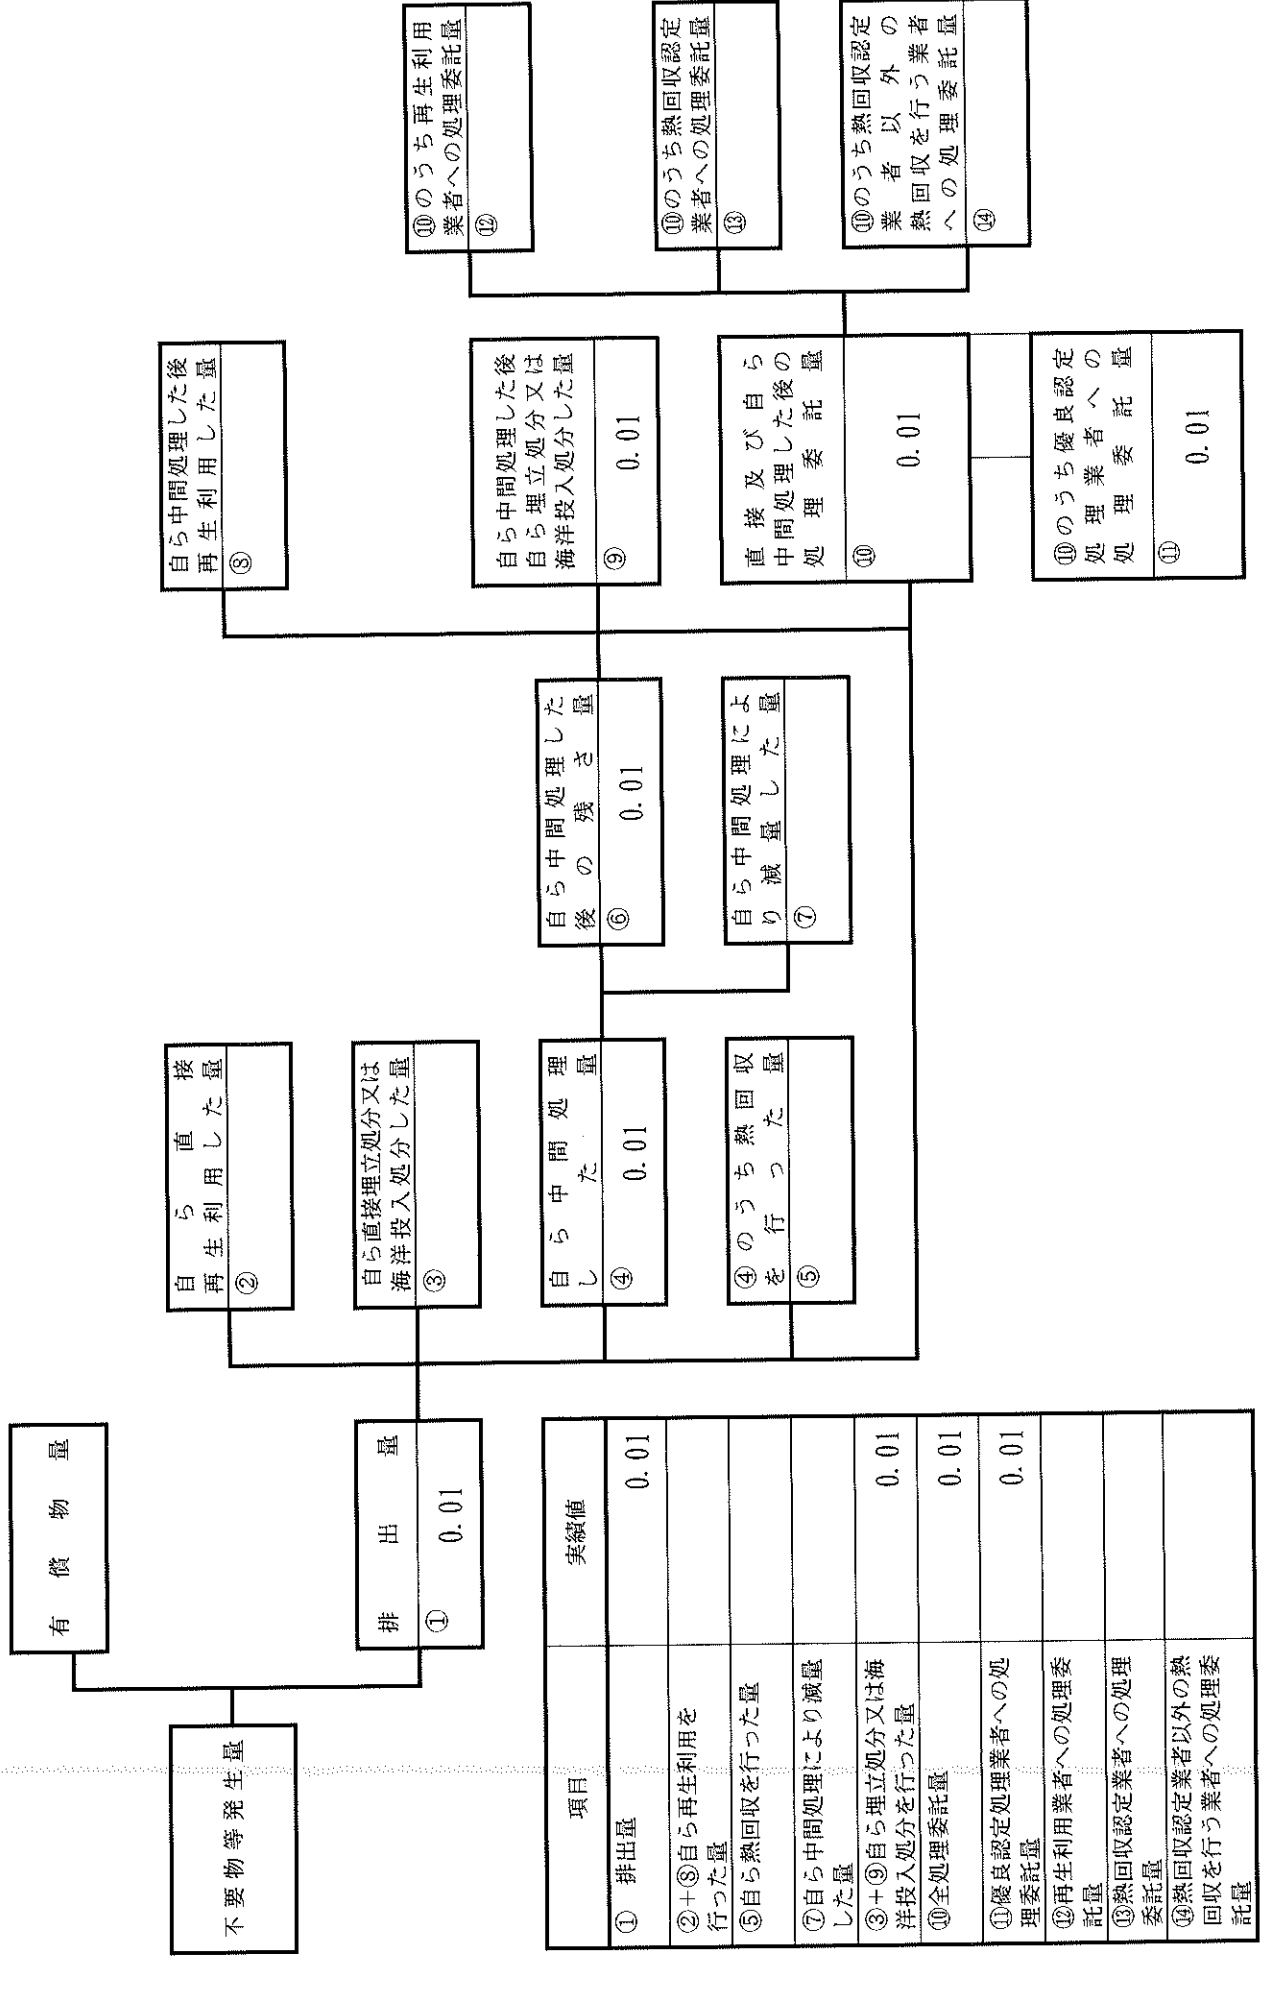 有償物量
不要物等発生量
排出量
① 0.01
自ら直接
再生利用した量
②
自ら直接埋立処分又は
海洋投入処分した量
③
自ら中間処理
した量
④ 0.01
④のうち熱回収
を行った量
⑤
自ら中間処理した
後の残さ量
⑥ 0.01
自ら中間処理によ
り減量した量
⑦
自ら中間処理した後
再生利用した量
⑧
自ら中間処理した後
自ら埋立処分又は
海洋投入処分した量
⑨ 0.01
直接及び自ら
中間処理した後の
処理委託量
⑩ 0.01
⑩のうち優良認定
処理業者への
処理委託量
⑪ 0.01
⑩のうち再生利用
業者への処理委託量
⑫
⑩のうち熱回収認定
業者への処理委託量
⑬
⑩のうち熱回収認定
業者以外の
熱回収を行う業者
への処理委託量
⑭
項目 実績値
① 排出量 0.01
②+⑧自ら再生利用を
行った量
⑤自ら熱回収を行った量
⑦自ら中間処理により減量
した量
③+⑨自ら埋立処分又は海
洋投入処分を行った量 0.01
⑩全処理委託量 0.01
⑪優良認定処理業者への処
理委託量 0.01
⑫再生利用業者への処理委
託量
⑬熱回収認定業者への処理
委託量
⑭熱回収認定業者以外の熱
回収を行う業者への処理委
託量